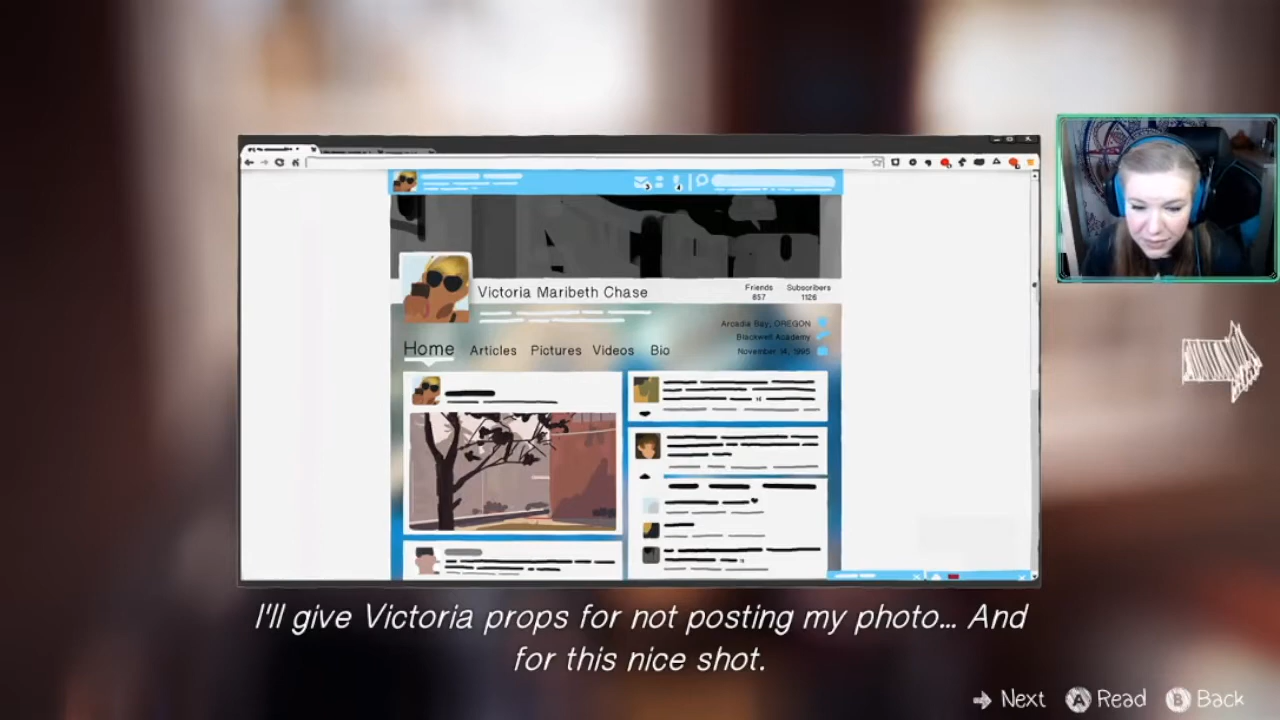 Victoria Maribeth Chase
Friends
857
Subscribers
1126
Arcadia Bay, OREGON
Blackwell Academy
November 14, 1995
Home Articles Pictures Videos Bio
I'll give Victoria props for not posting my photo... And
for this nice shot.
Next A Read B Back